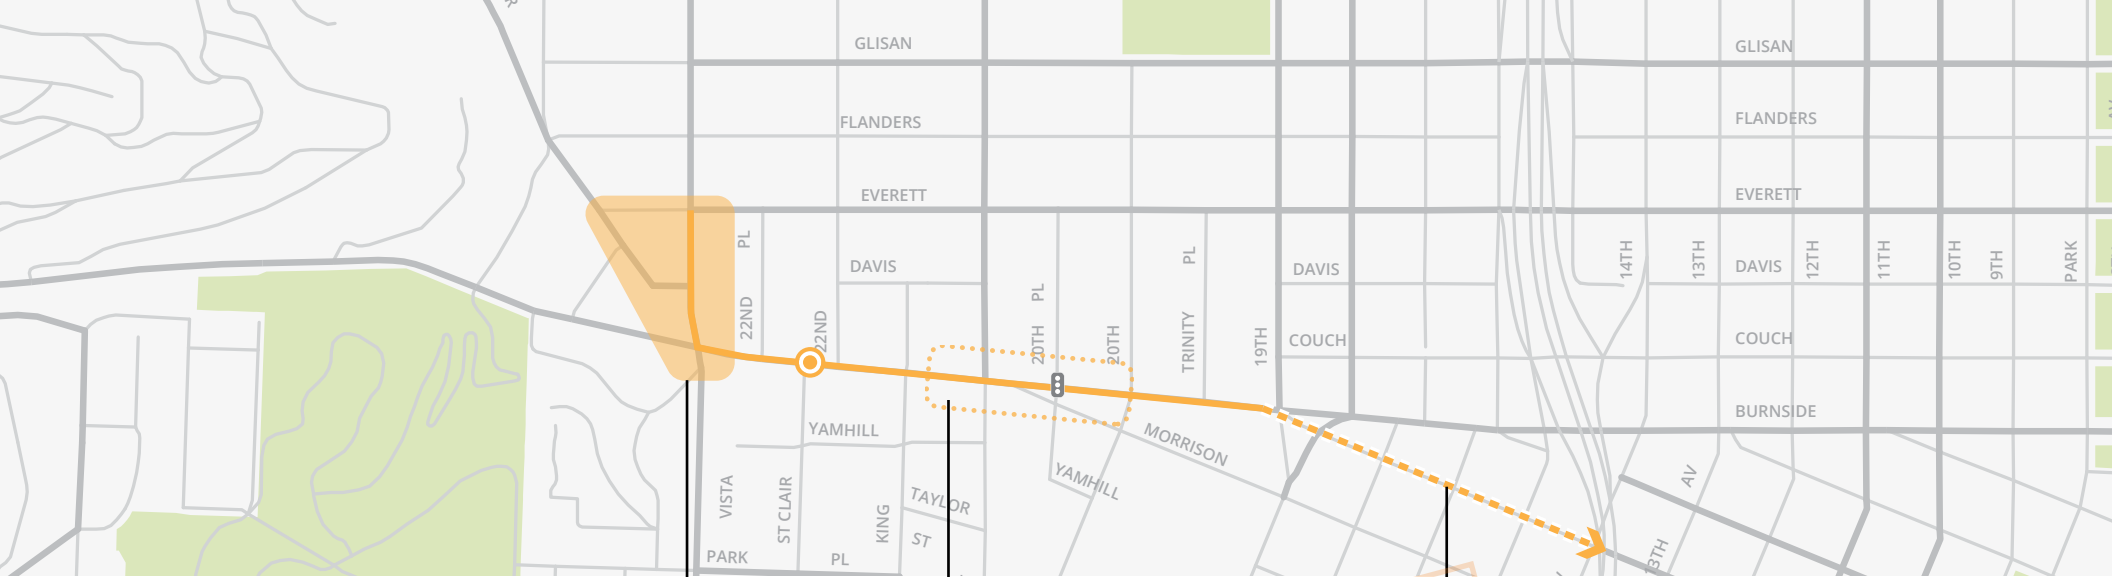 GLISAN
GLISAN
FLANDERS
FLANDERS
EVERETT
EVERETT
PL
22ND
22ND
DAVIS
PL
20TH
20TH
PL
TRINITY
19TH
DAVIS
COUCH
14TH
13TH
DAVIS
12TH
11TH
10TH
9TH
PARK
COUCH
BURNSIDE
YAMHILL
MORRISON
YAMHILL
TAYLOR
ST
VISTA
ST CLAIR
KING
PARK
PL
AV
13TH